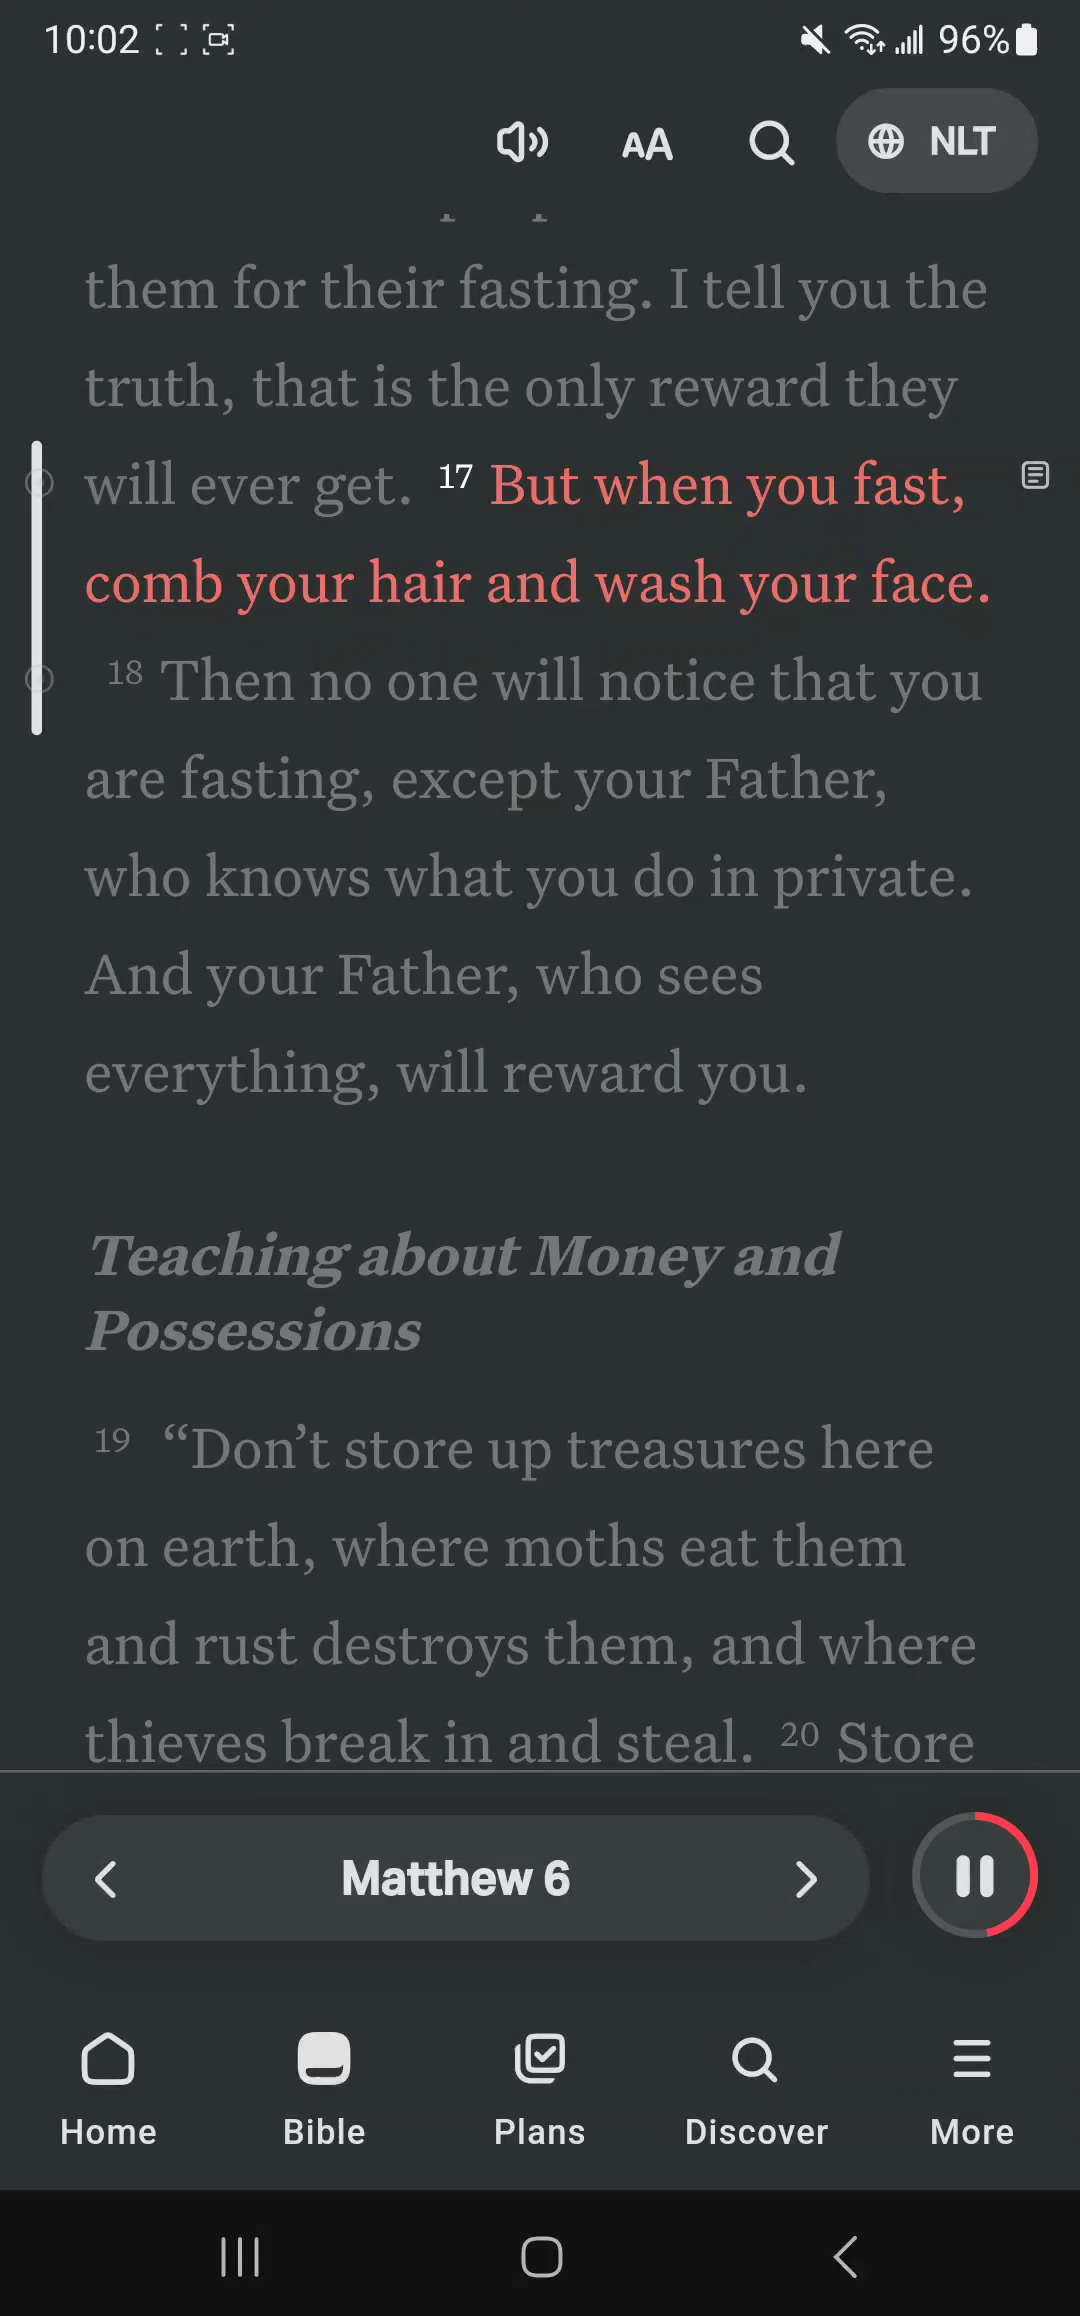 10:02 96%
AA NLT
them for their fasting. I tell you the
truth, that is the only reward they
will ever get. 17 But when you fast,
comb your hair and wash your face.
18 Then no one will notice that you
are fasting, except your Father,
who knows what you do in private.
And your Father, who sees
everything, will reward you.
Teaching about Money and
Possessions
19 “Don’t store up treasures here
on earth, where moths eat them
and rust destroys them, and where
thieves break in and steal. 20 Store
Matthew 6
Home Bible Plans Discover More